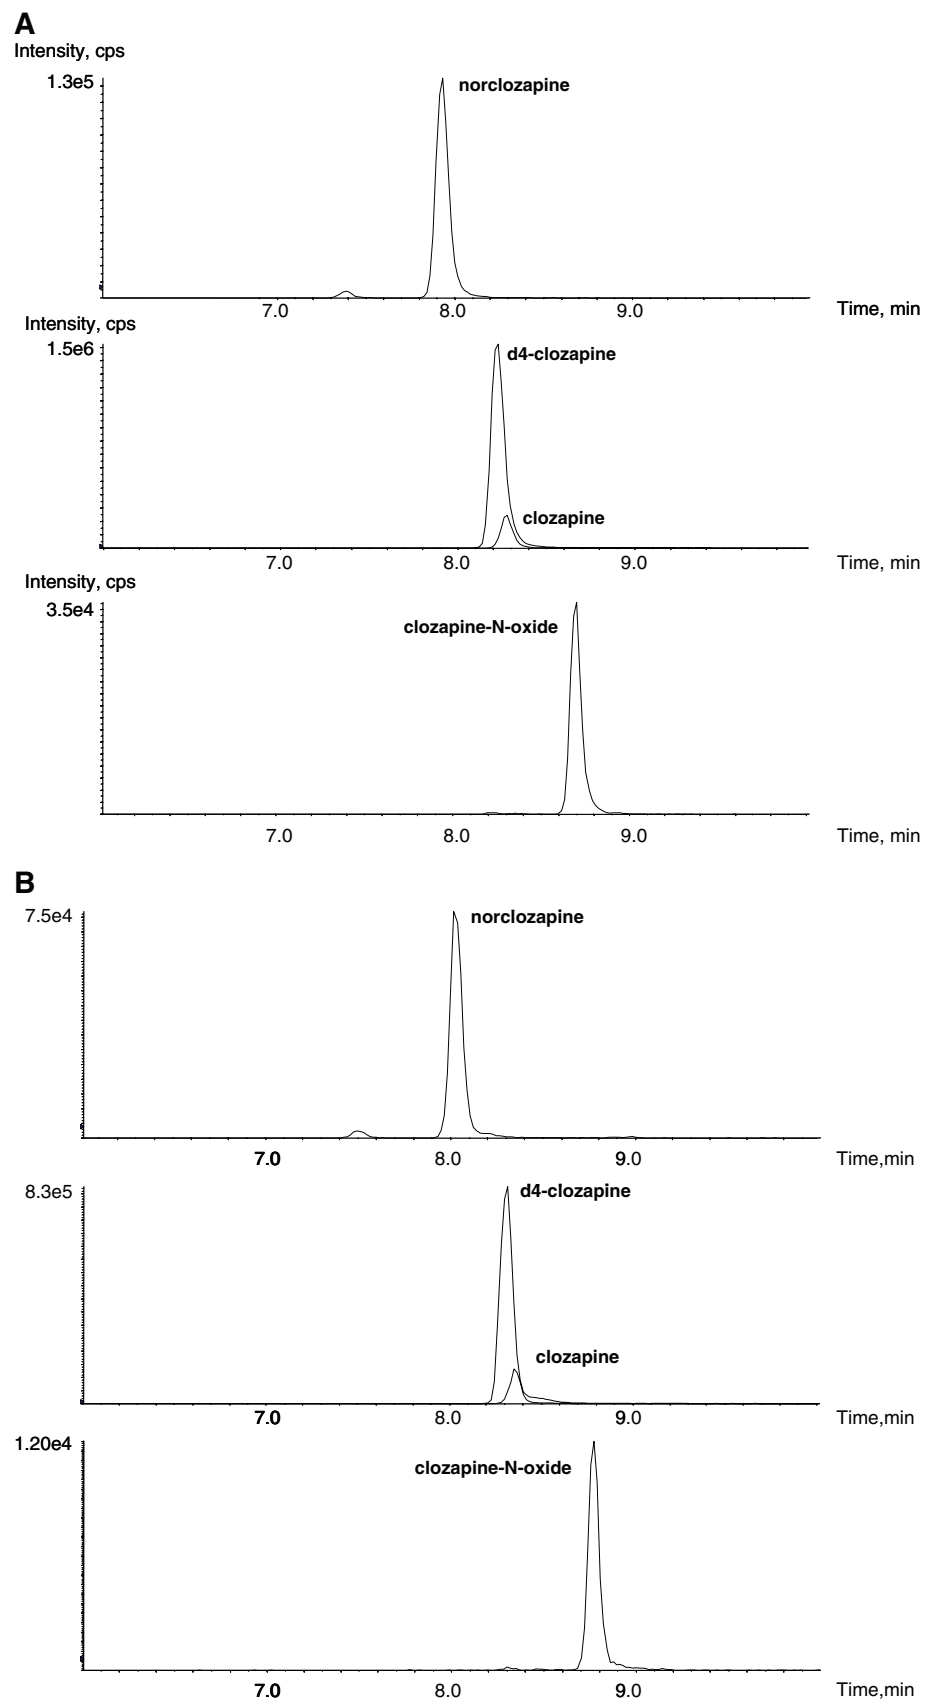 A
Intensity, cps
1.3e5
norclozapine
7.0 8.0 9.0 Time, min
Intensity, cps
1.5e6
d4-clozapine
clozapine
7.0 8.0 9.0 Time, min
Intensity, cps
3.5e4
clozapine-N-oxide
7.0 8.0 9.0 Time, min
B
7.5e4
norclozapine
7.0 8.0 9.0 Time,min
8.3e5
d4-clozapine
clozapine
7.0 8.0 9.0 Time,min
1.20e4
clozapine-N-oxide
7.0 8.0 9.0 Time,min